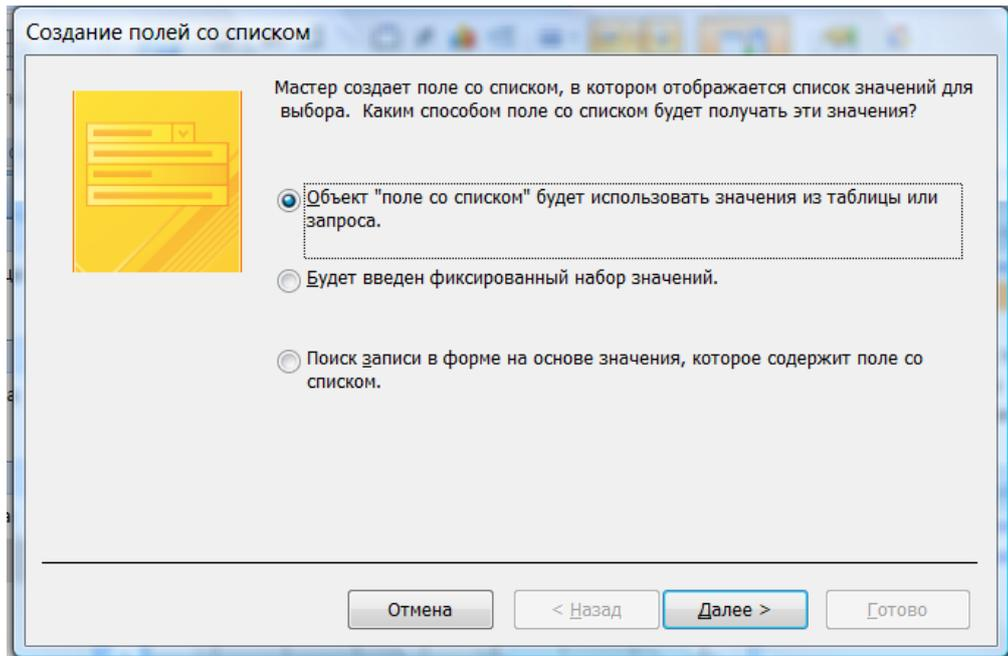 Создание полей со списком
Мастер создает поле со списком, в котором отображается список значений для
выбора. Каким способом поле со списком будет получать эти значения?
Объект "поле со списком" будет использовать значения из таблицы или
запроса.
Будет введен фиксированный набор значений.
Поиск записи в форме на основе значения, которое содержит поле со
списком.
Отмена
< Назад
Далее >
Готово